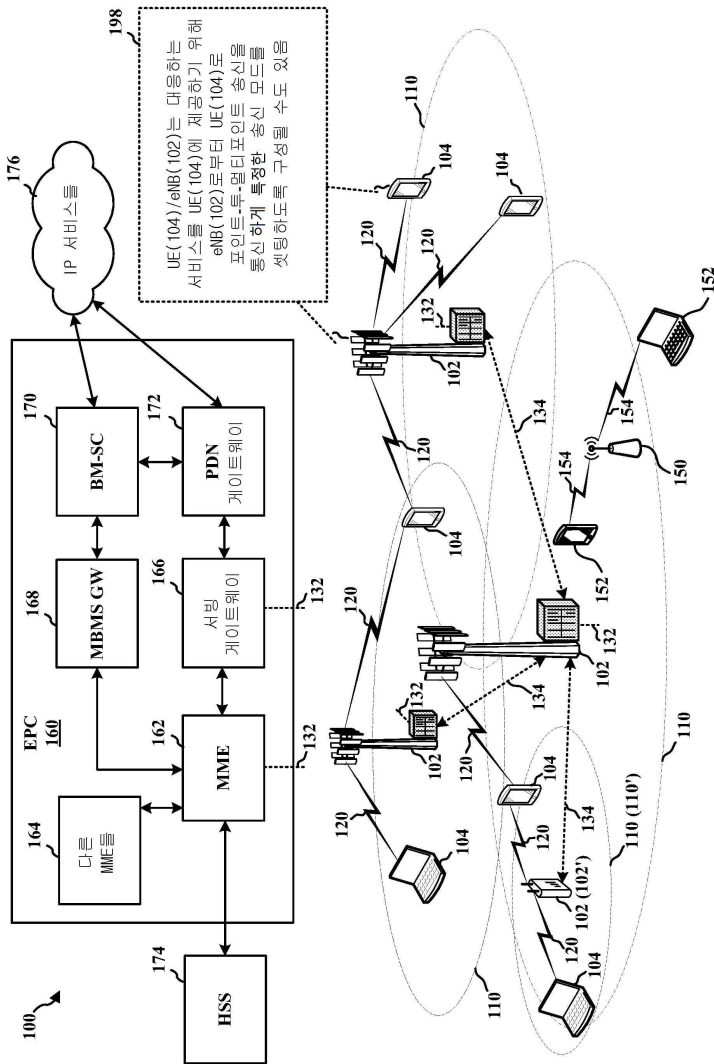 100
HSS
174
EPC
160
다른
MME들
164
MME
162
132
MBMS GW
168
서빙
게이트웨이
166
132
BM-SC
170
PDN
게이트웨이
172
IP 서비스들
176
198
UE(104)/eNB(102)는 대응하는
서비스를 UE(104)에 제공하기 위해
eNB(102)로부터 UE(104)로
포인트-투-멀티포인트 송신을
통신하게 특정한 송신 모드를
셋팅하도록 구성될 수도 있음
110
104
104
120
120
132
102
120
104
120
132
102
134
120
104
110
134
152
154
150
154
152
132
102
120
104
120
134
102 (102')
120
104
110 (110')
110